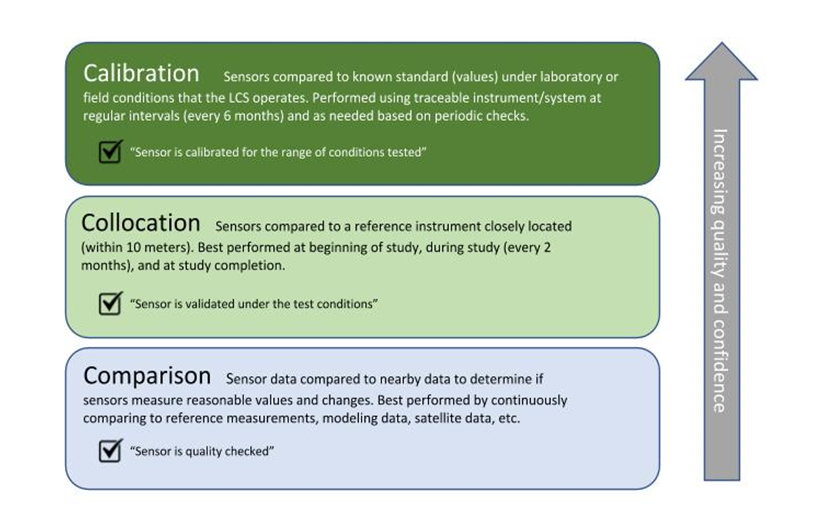 Calibration Sensors compared to known standard (values) under laboratory or
field conditions that the LCS operates. Performed using traceable instrument/system at
regular intervals (every 6 months) and as needed based on periodic checks.
“Sensor is calibrated for the range of conditions tested”
Collocation Sensors compared to a reference instrument closely located
(within 10 meters). Best performed at beginning of study, during study (every 2
months), and at study completion.
“Sensor is validated under the test conditions”
Comparison Sensor data compared to nearby data to determine if
sensors measure reasonable values and changes. Best performed by continuously
comparing to reference measurements, modeling data, satellite data, etc.
“Sensor is quality checked”
Increasing quality and confidence